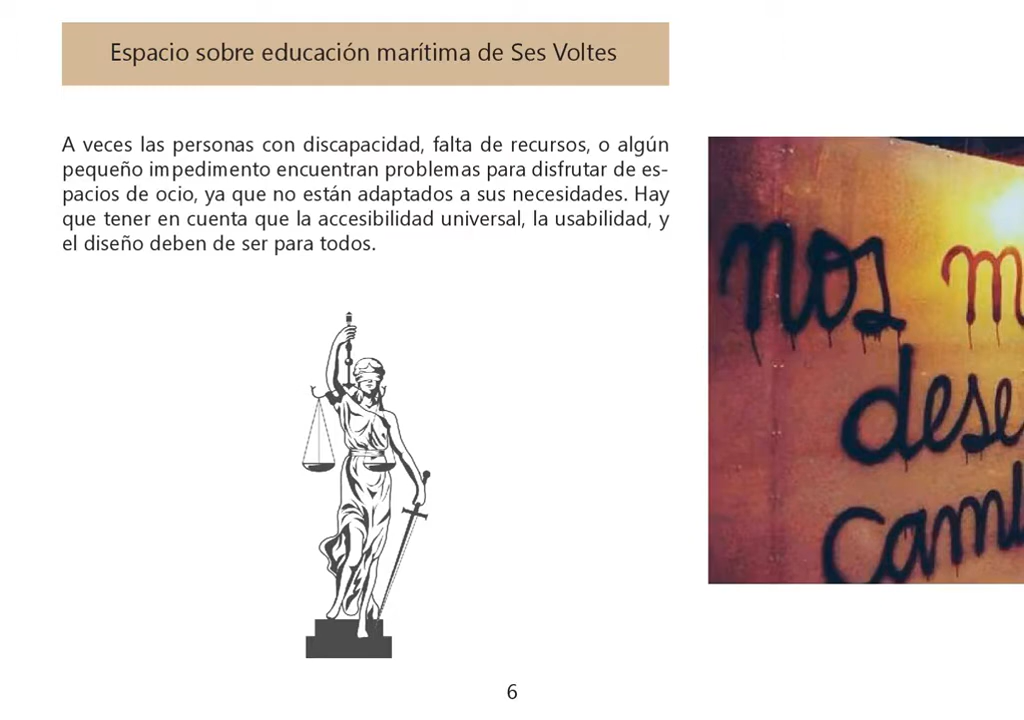 Espacio sobre educación marítima de Ses Voltes
A veces las personas con discapacidad, falta de recursos, o algún
pequeño impedimento encuentran problemas para disfrutar de es-
pacios de ocio, ya que no están adaptados a sus necesidades. Hay
que tener en cuenta que la accesibilidad universal, la usabilidad, y
el diseño deben de ser para todos.
nos m
dese
camb
6